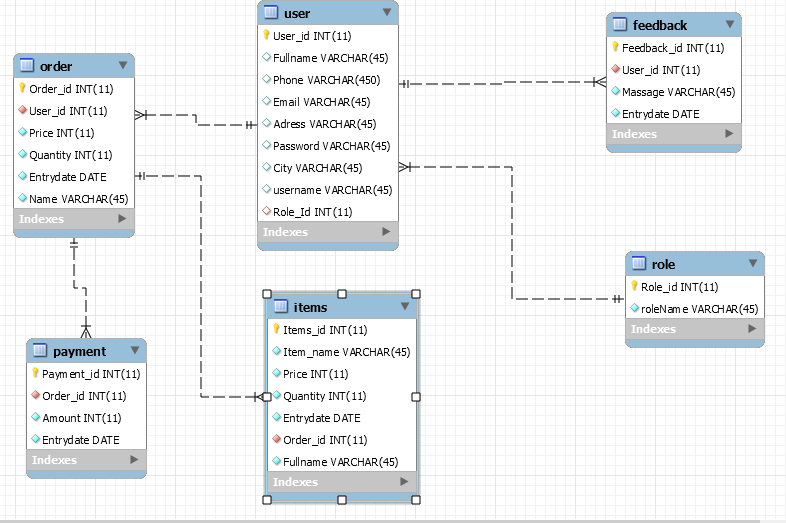 user
User_id INT(11)
Fullname VARCHAR(45)
Phone VARCHAR(450)
Email VARCHAR(45)
Adress VARCHAR(45)
Password VARCHAR(45)
City VARCHAR(45)
username VARCHAR(45)
Role_Id INT(11)
Indexes
feedback
Feedback_id INT(11)
User_id INT(11)
Massage VARCHAR(45)
Entrydate DATE
Indexes
order
Order_id INT(11)
User_id INT(11)
Price INT(11)
Quantity INT(11)
Entrydate DATE
Name VARCHAR(45)
Indexes
role
Role_id INT(11)
roleName VARCHAR(45)
Indexes
items
Items_id INT(11)
Item_name VARCHAR(45)
Price INT(11)
Quantity INT(11)
Entrydate DATE
Order_id INT(11)
Fullname VARCHAR(45)
Indexes
payment
Payment_id INT(11)
Order_id INT(11)
Amount INT(11)
Entrydate DATE
Indexes